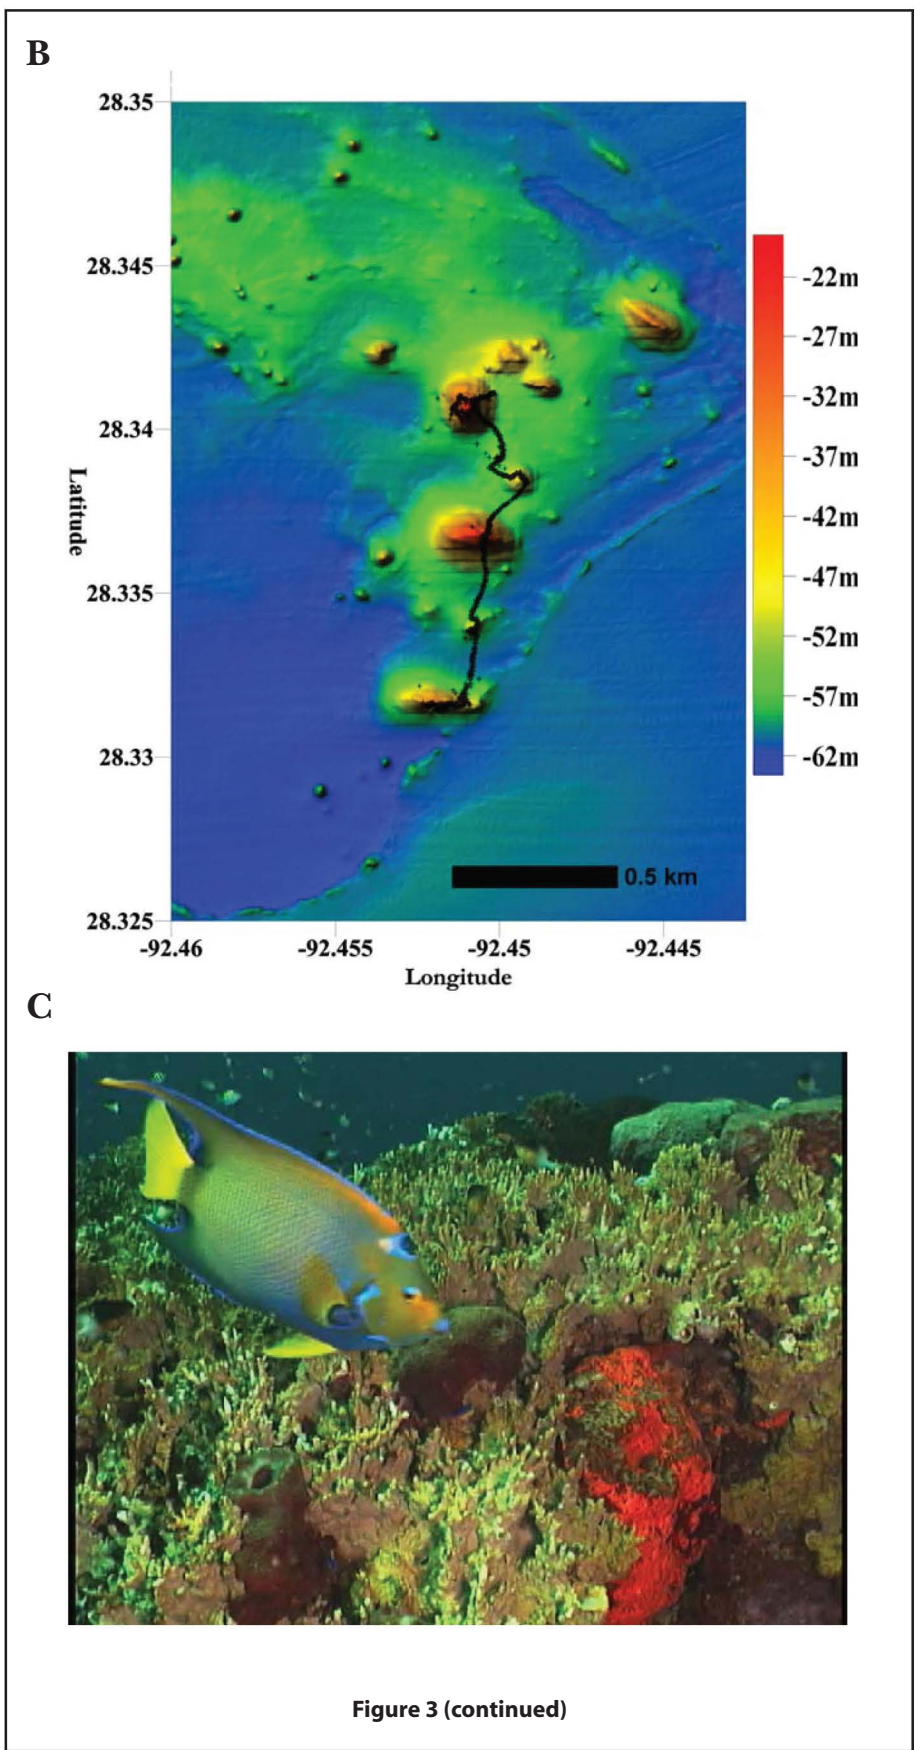 B
28.35
28.345
28.34
28.335
28.33
28.325
Latitude
-92.46
-92.455
-92.45
-92.445
Longitude
0.5 km
-22m
-27m
-32m
-37m
-42m
-47m
-52m
-57m
-62m
C
Figure 3 (continued)